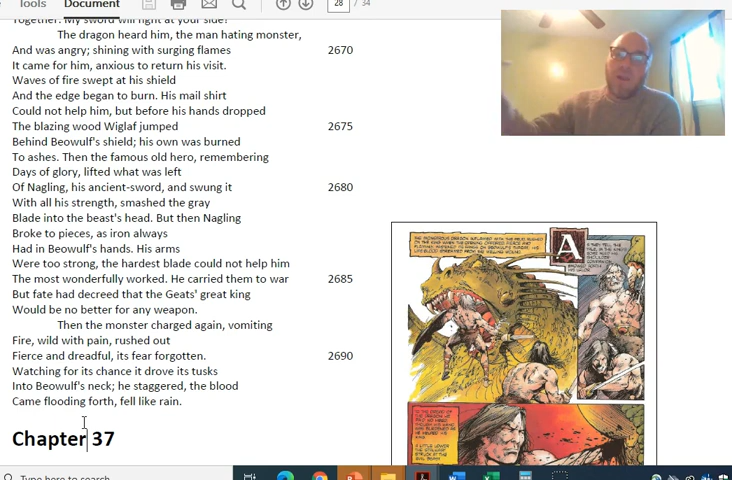 Tools
Document
28 / 34
Together! My sword will fight at your side!"
The dragon heard him, the man hating monster,
And was angry; shining with surging flames 2670
It came for him, anxious to return his visit.
Waves of fire swept at his shield
And the edge began to burn. His mail shirt
Could not help him, but before his hands dropped
The blazing wood Wiglaf jumped 2675
Behind Beowulf's shield; his own was burned
To ashes. Then the famous old hero, remembering
Days of glory, lifted what was left
Of Nagling, his ancient-sword, and swung it 2680
With all his strength, smashed the gray
Blade into the beast's head. But then Nagling
Broke to pieces, as iron always
Had in Beowulf's hands. His arms
Were too strong, the hardest blade could not help him
The most wonderfully worked. He carried them to war 2685
But fate had decreed that the Geats' great king
Would be no better for any weapon.
Then the monster charged again, vomiting
Fire, wild with pain, rushed out
Fierce and dreadful, its fear forgotten. 2690
Watching for its chance it drove its tusks
Into Beowulf's neck; he staggered, the blood
Came flooding forth, fell like rain.
Chapter 37
A
Type here to search